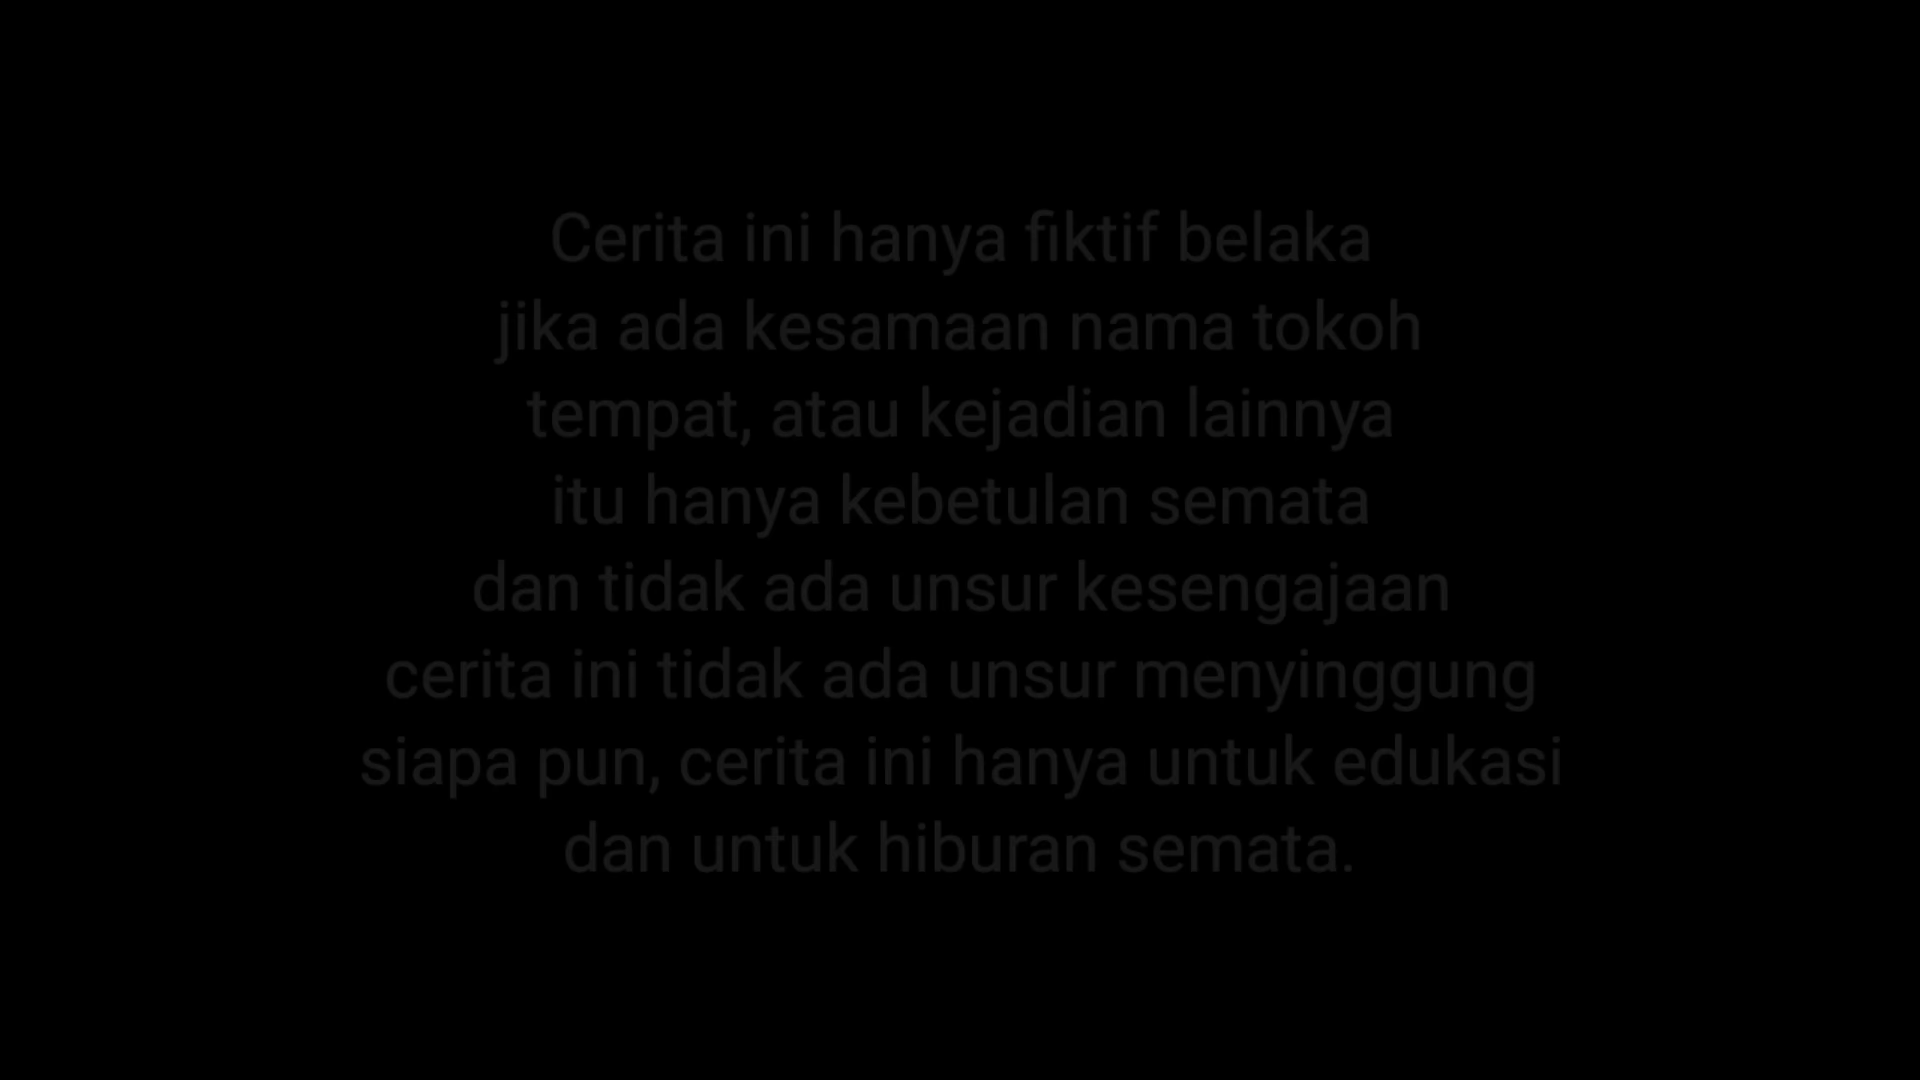 Cerita ini hanya fiktif belaka
jika ada kesamaan nama tokoh
tempat, atau kejadian lainnya
itu hanya kebetulan semata
dan tidak ada unsur kesengajaan
cerita ini tidak ada unsur menyinggung
siapa pun, cerita ini hanya untuk edukasi
dan untuk hiburan semata.